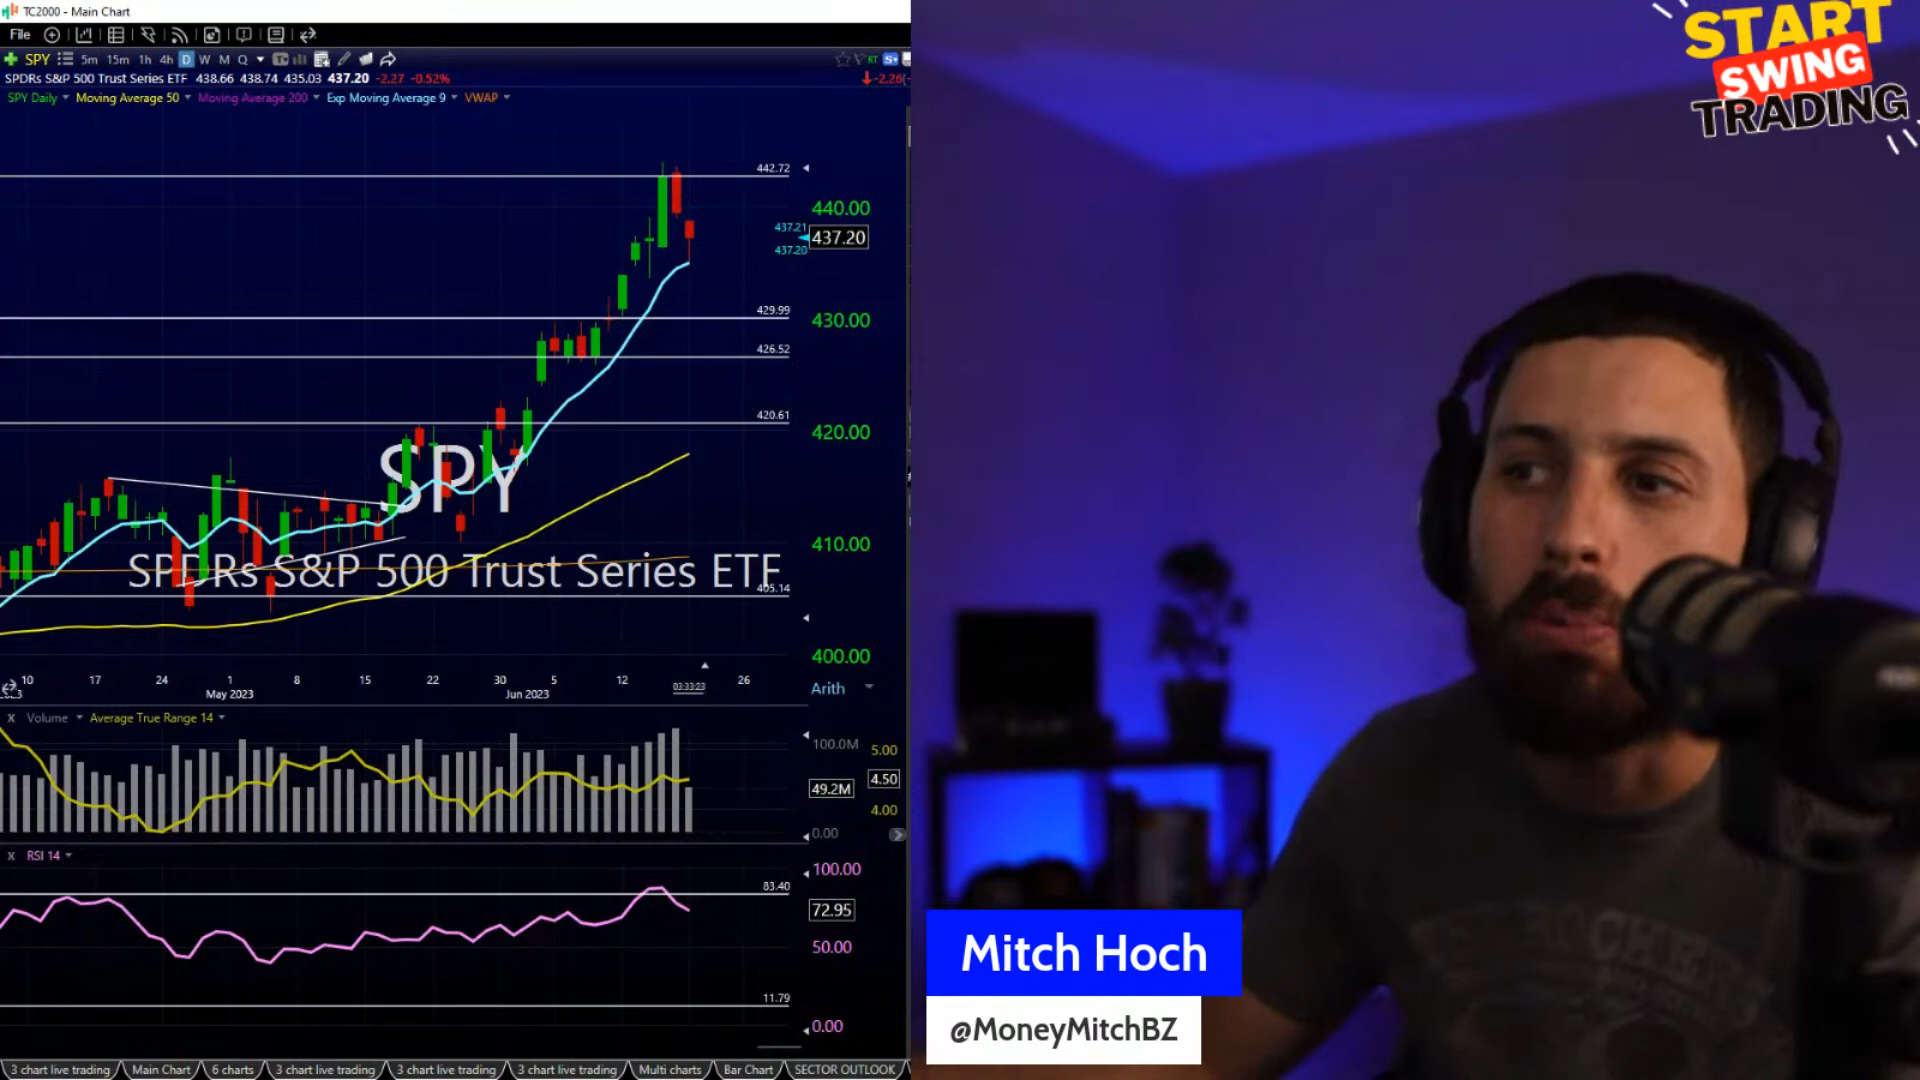 TC2000 - Main Chart
File
SPY 5m 15m 1h 4h D W M Q
SPDRs S&P 500 Trust Series ETF 438.66 438.74 435.03 437.20 -2.27 -0.52%
-2.26(-
SPY Daily Moving Average 50 Moving Average 200 Exp Moving Average 9 VWAP
442.72
440.00
437.21
437.20
437.20
429.99
430.00
426.52
420.61
420.00
SPY
410.00
SPDRs S&P 500 Trust Series ETF
405.14
400.00
10 17 24 1 8 15 22 30 5 12 26
May 2023 Jun 2023 03:33:23
Arith
X Volume Average True Range 14
100.0M 5.00
49.2M 4.50
4.00
0.00
X RSI 14
100.00
83.40
72.95
50.00
11.79
0.00
3 chart live trading Main Chart 6 charts 3 chart live trading 3 chart live trading 3 chart live trading Multi charts Bar Chart SECTOR OUTLOOK
START
SWING
TRADING
Mitch Hoch
@MoneyMitchBZ